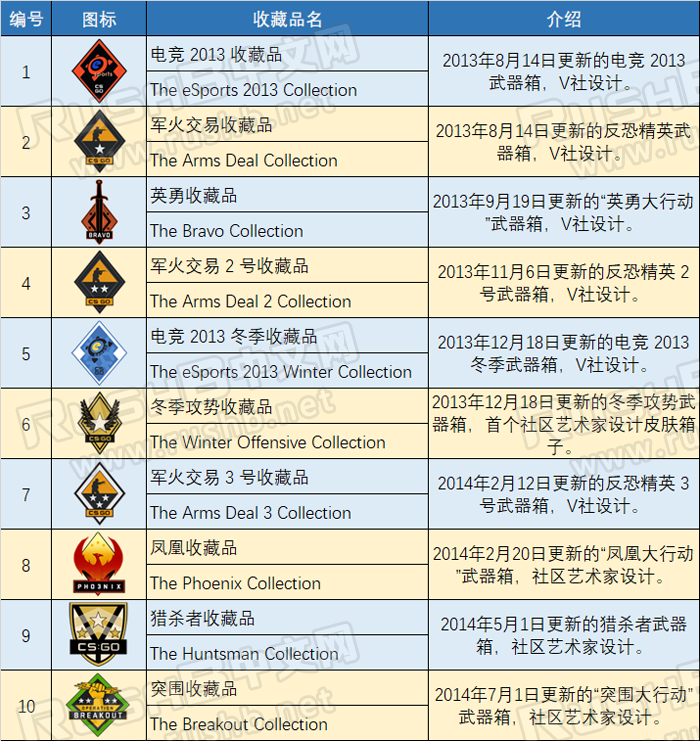 编号 图标 收藏品名 介绍
1
eSports
CS
GO
电竞 2013 收藏品
The eSports 2013 Collection
2013年8月14日更新的电竞 2013
武器箱，V社设计。
2
CS GO
军火交易收藏品
The Arms Deal Collection
2013年8月14日更新的反恐精英武
器箱，V社设计。
3
BRAVO
英勇收藏品
The Bravo Collection
2013年9月19日更新的“英勇大行动
”武器箱，V社设计。
4
CS GO
军火交易 2 号收藏品
The Arms Deal 2 Collection
2013年11月6日更新的反恐精英 2
号武器箱，V社设计。
5
电竞 2013 冬季收藏品
The eSports 2013 Winter Collection
2013年12月18日更新的电竞 2013
冬季武器箱，V社设计。
6
CS:GO
冬季攻势收藏品
The Winter Offensive Collection
2013年12月18日更新的冬季攻势武
器箱，首个社区艺术家设计皮肤箱
子。
7
CS GO
军火交易 3 号收藏品
The Arms Deal 3 Collection
2014年2月12日更新的反恐精英 3
号武器箱，V社设计。
8
PHO3NIX
凤凰收藏品
The Phoenix Collection
2014年2月20日更新的“凤凰大行动
”武器箱，社区艺术家设计。
9
CS:GO
猎杀者收藏品
The Huntsman Collection
2014年5月1日更新的猎杀者武器
箱，社区艺术家设计。
10
OPERATION
BREAKOUT
突围收藏品
The Breakout Collection
2014年7月1日更新的“突围大行动”
武器箱，社区艺术家设计。
RUSHB中文网
www.rushb.net